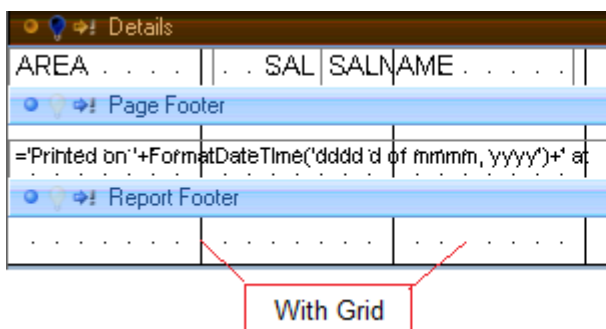 Details
AREA SAL SALNAME
Page Footer
='Printed on '+FormatDateTime('dddd d of mmmm, yyyy')+' at
Report Footer
With Grid